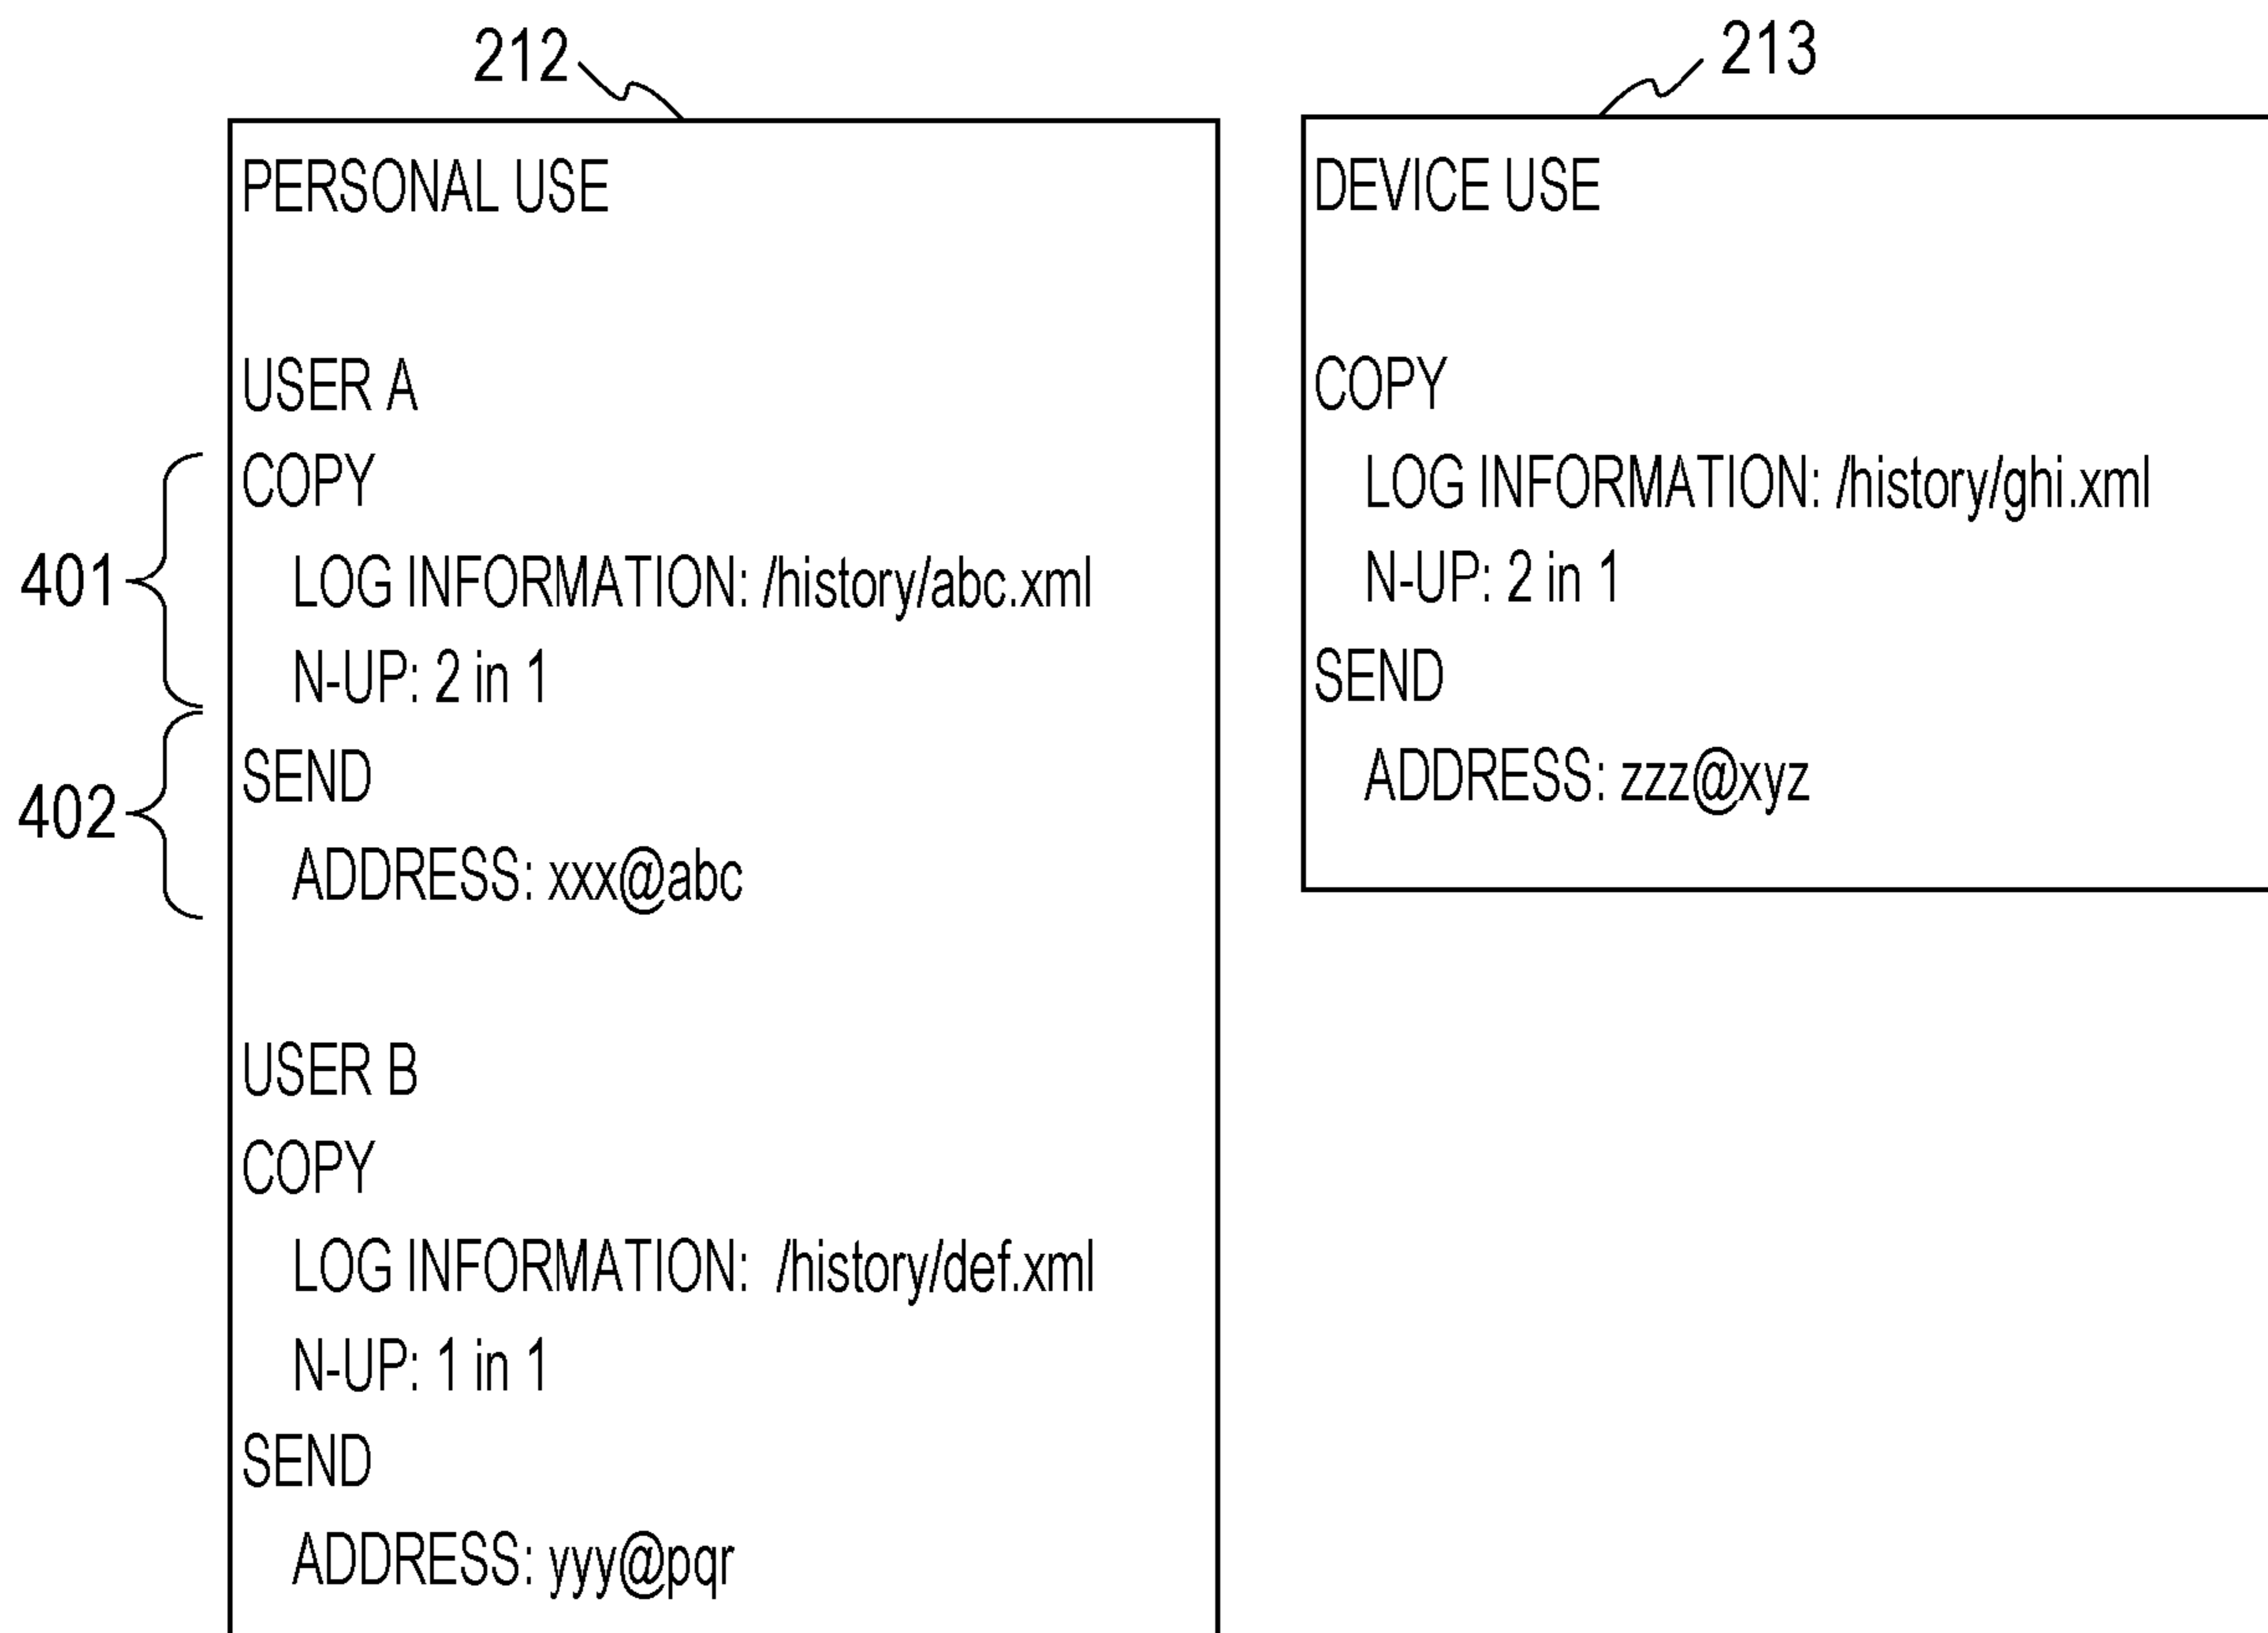 212
PERSONAL USE
USER A
401
COPY
LOG INFORMATION: /history/abc.xml
N-UP: 2 in 1
402
SEND
ADDRESS: xxx@abc
USER B
COPY
LOG INFORMATION: /history/def.xml
N-UP: 1 in 1
SEND
ADDRESS: yyy@pqr
213
DEVICE USE
COPY
LOG INFORMATION: /history/ghi.xml
N-UP: 2 in 1
SEND
ADDRESS: zzz@xyz